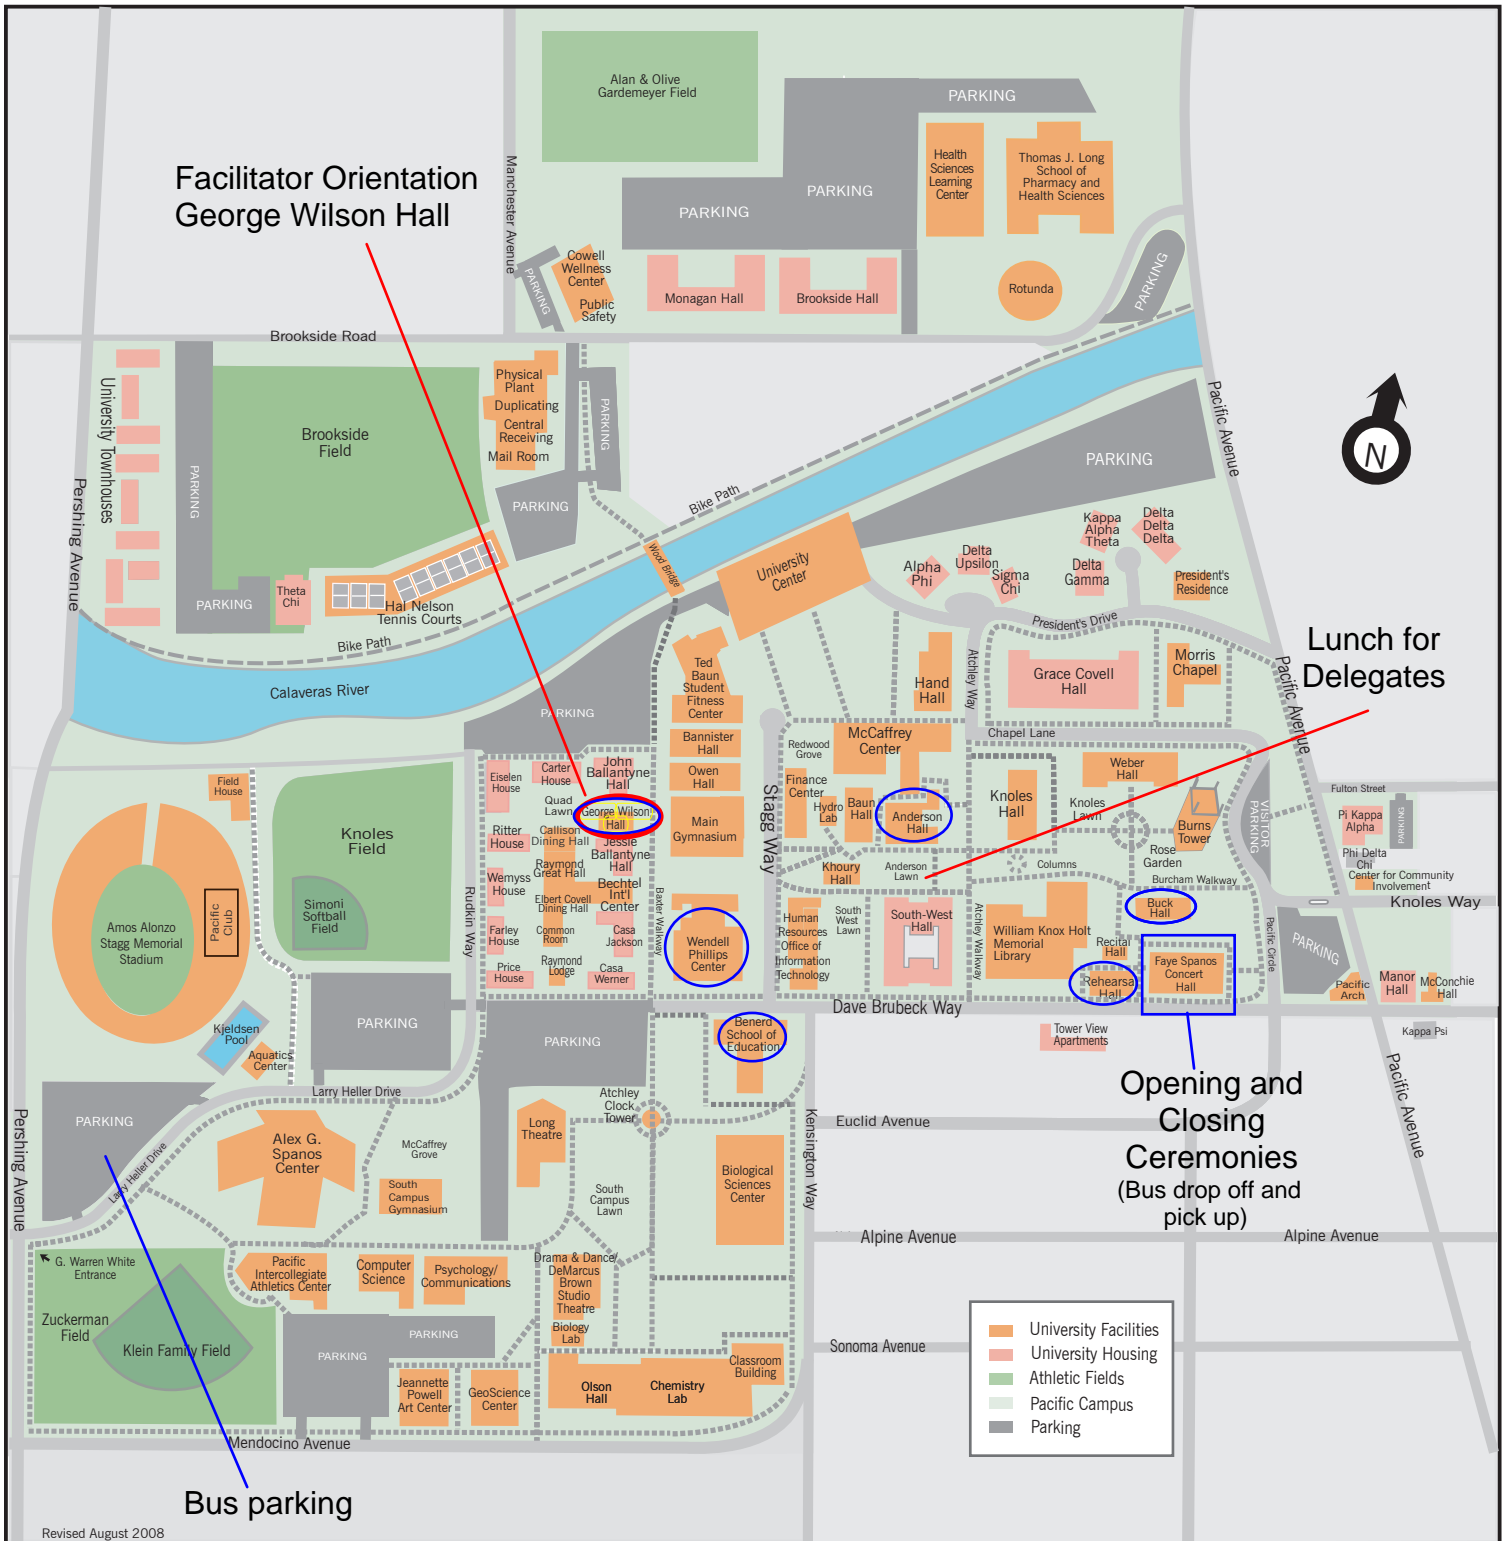 Alan & Olive
Gardemeyer Field
PARKING
Health
Sciences
Learning
Center
Thomas J. Long
School of
Pharmacy and
Health Sciences
PARKING
PARKING
Facilitator Orientation
George Wilson Hall
Manchester Avenue
PARKING
Cowell
Wellness
Center
Public
Safety
Monagan Hall
Brookside Hall
Rotunda
PARKING
Brookside Road
University Townhouses
PARKING
Brookside
Field
Physical
Plant
Duplicating
Central
Receiving
Mail Room
PARKING
PARKING
Pershing Avenue
PARKING
Theta
Chi
Hal Nelson
Tennis Courts
Bike Path
Bike Path
Wood Bridge
University
Center
PARKING
Pacific Avenue
N
Kappa
Alpha
Theta
Delta
Delta
Delta
Alpha
Phi
Delta
Upsilon
Sigma
Chi
Delta
Gamma
President's
Residence
President's Drive
Calaveras River
PARKING
Ted
Baun
Student
Fitness
Center
Hand
Hall
Atchley Way
Grace Covell
Hall
Morris
Chapel
Pacific Avenue
Lunch for
Delegates
Bannister
Hall
Owen
Hall
Main
Gymnasium
Stagg Way
Redwood
Grove
McCaffrey
Center
Chapel Lane
Finance
Center
Hydro
Lab
Baun
Hall
Anderson
Hall
Knoles
Hall
Knoles
Lawn
Weber
Hall
Burns
Tower
Rose
Garden
VISITOR
PARKING
Fulton Street
Pi Kappa
Alpha
PARKING
Phi Delta
Chi
Center for Community
Involvement
Knoles Way
Field
House
Knoles
Field
Amos Alonzo
Stagg Memorial
Stadium
Pacific
Club
Simoni
Softball
Field
Rudkin Way
Eiselen
House
Carter
House
John
Ballantyne
Hall
Quad
Lawn
George Wilson
Hall
Ritter
House
Callison
Dining Hall
Jessie
Ballantyne
Hall
Raymond
Great Hall
Wemyss
House
Bechtel
Int'l
Center
Elbert Covell
Dining Hall
Farley
House
Common
Room
Casa
Jackson
Price
House
Raymond
Lodge
Casa
Werner
Baxter Walkway
Wendell
Phillips
Center
Khoury
Hall
Anderson
Lawn
Columns
Burcham Walkway
Human
Resources
Office of
Information
Technology
South
West
Lawn
South-West
Hall
Atchley Walkway
William Knox Holt
Memorial
Library
Buck
Hall
Recital
Hall
Rehearsal
Hall
Faye Spanos
Concert
Hall
Pacific Circle
PARKING
Pacific
Arch
Manor
Hall
McConchie
Hall
Kappa Psi
Dave Brubeck Way
Tower View
Apartments
Kjeldsen
Pool
Aquatics
Center
PARKING
PARKING
Benerd
School of
Education
Larry Heller Drive
PARKING
Larry Heller Drive
Alex G.
Spanos
Center
McCaffrey
Grove
South
Campus
Gymnasium
Long
Theatre
Atchley
Clock
Tower
South
Campus
Lawn
Biological
Sciences
Center
Kensington Way
Euclid Avenue
Opening and
Closing
Ceremonies
(Bus drop off and
pick up)
Pacific Avenue
Alpine Avenue
Alpine Avenue
Pershing Avenue
G. Warren White
Entrance
Zuckerman
Field
Klein Family Field
Pacific
Intercollegiate
Athletics Center
Computer
Science
Psychology/
Communications
Drama & Dance/
DeMarcus
Brown
Studio
Theatre
Biology
Lab
PARKING
PARKING
Jeannette
Powell
Art Center
GeoScience
Center
Olson
Hall
Chemistry
Lab
Classroom
Building
Sonoma Avenue
Mendocino Avenue
University Facilities
University Housing
Athletic Fields
Pacific Campus
Parking
Bus parking
Revised August 2008